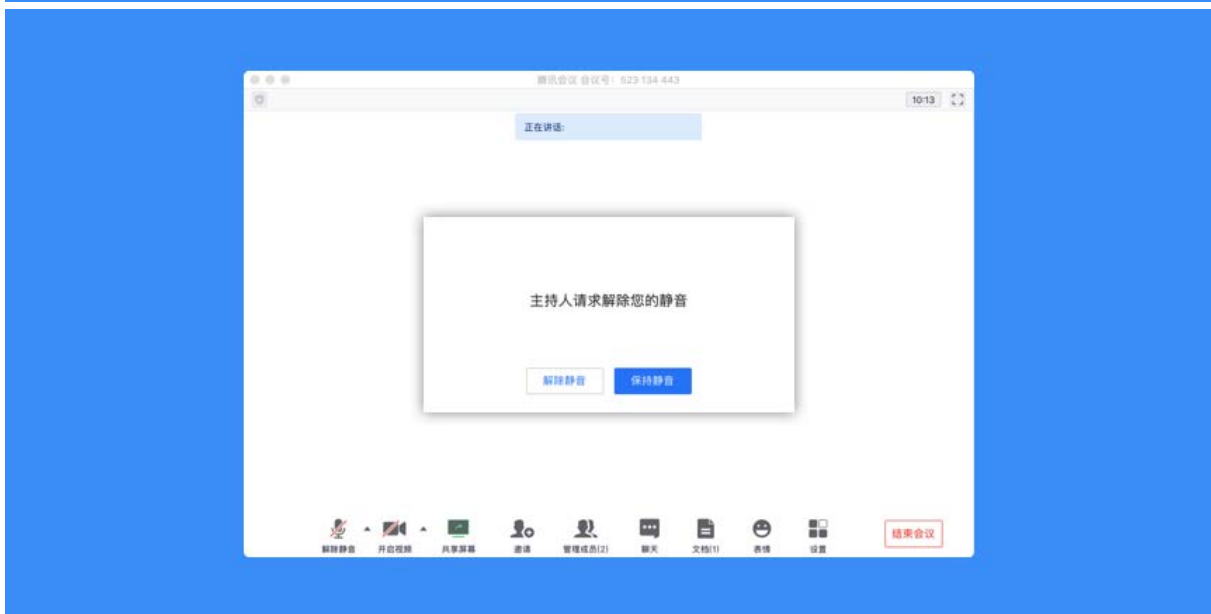 腾讯会议 会议号：523 134 443
10:13
正在讲话:
主持人请求解除您的静音
解除静音
保持静音
解除静音
开启视频
共享屏幕
邀请
管理成员(2)
聊天
文档(1)
表情
设置
结束会议